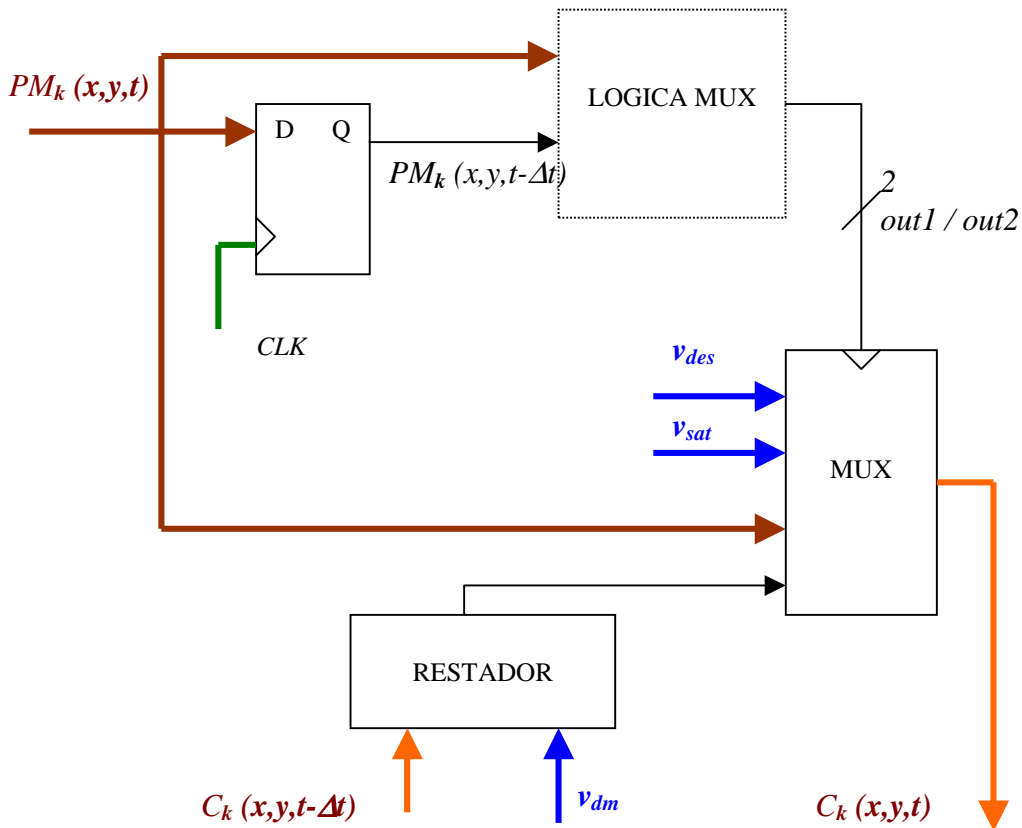 PMk (x,y,t)
D Q
LOGICA MUX
PMk (x,y,t-Δt)
2
out1 / out2
CLK
vdes
vsat
MUX
RESTADOR
Ck (x,y,t-Δt)
vdm
Ck (x,y,t)